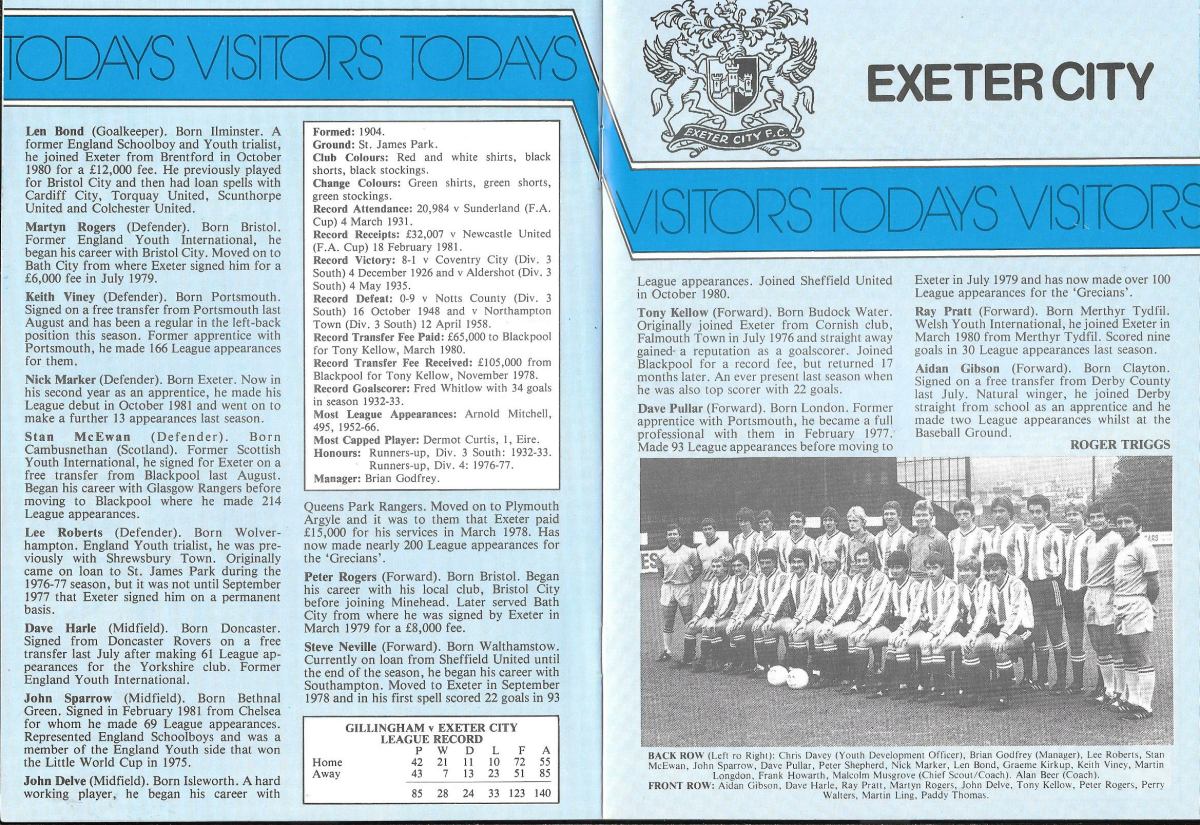 TODAYS VISITORS TODAYS
Len Bond (Goalkeeper). Born Ilminster. A
former England Schoolboy and Youth trialist,
he joined Exeter from Brentford in October
1980 for a £12,000 fee. He previously played
for Bristol City and then had loan spells with
Cardiff City, Torquay United, Scunthorpe
United and Colchester United.
Martyn Rogers (Defender). Born Bristol.
Former England Youth International, he
began his career with Bristol City. Moved on to
Bath City from where Exeter signed him for a
£6,000 fee in July 1979.
Keith Viney (Defender). Born Portsmouth.
Signed on a free transfer from Portsmouth last
August and has been a regular in the left-back
position this season. Former apprentice with
Portsmouth, he made 166 League appearances
for them.
Nick Marker (Defender). Born Exeter. Now in
his second year as an apprentice, he made his
League debut in October 1981 and went on to
make a further 13 appearances last season.
Stan McEwan (Defender). Born
Cambusnethan (Scotland). Former Scottish
Youth International, he signed for Exeter on a
free transfer from Blackpool last August.
Began his career with Glasgow Rangers before
moving to Blackpool where he made 214
League appearances.
Lee Roberts (Defender). Born Wolver-
hampton. England Youth trialist, he was pre-
viously with Shrewsbury Town. Originally
came on loan to St. James Park during the
1976-77 season, but it was not until September
1977 that Exeter signed him on a permanent
basis.
Dave Harle (Midfield). Born Doncaster.
Signed from Doncaster Rovers on a free
transfer last July after making 61 League ap-
pearances for the Yorkshire club. Former
England Youth International.
John Sparrow (Midfield). Born Bethnal
Green. Signed in February 1981 from Chelsea
for whom he made 69 League appearances.
Represented England Schoolboys and was a
member of the England Youth side that won
the Little World Cup in 1975.
John Delve (Midfield). Born Isleworth. A hard
working player, he began his career with
Formed: 1904.
Ground: St. James Park.
Club Colours: Red and white shirts, black
shorts, black stockings.
Change Colours: Green shirts, green shorts,
green stockings.
Record Attendance: 20,984 v Sunderland (F.A.
Cup) 4 March 1931.
Record Receipts: £32,007 v Newcastle United
(F.A. Cup) 18 February 1981.
Record Victory: 8-1 v Coventry City (Div. 3
South) 4 December 1926 and v Aldershot (Div. 3
South) 4 May 1935.
Record Defeat: 0-9 v Notts County (Div. 3
South) 16 October 1948 and v Northampton
Town (Div. 3 South) 12 April 1958.
Record Transfer Fee Paid: £65,000 to Blackpool
for Tony Kellow, March 1980.
Record Transfer Fee Received: £105,000 from
Blackpool for Tony Kellow, November 1978.
Record Goalscorer: Fred Whitlow with 34 goals
in season 1932-33.
Most League Appearances: Arnold Mitchell,
495, 1952-66.
Most Capped Player: Dermot Curtis, 1, Eire.
Honours: Runners-up, Div. 3 South: 1932-33.
Runners-up, Div. 4: 1976-77.
Manager: Brian Godfrey.
Queens Park Rangers. Moved on to Plymouth
Argyle and it was to them that Exeter paid
£15,000 for his services in March 1978. Has
now made nearly 200 League appearances for
the 'Grecians'.
Peter Rogers (Forward). Born Bristol. Began
his career with his local club, Bristol City
before joining Minehead. Later served Bath
City from where he was signed by Exeter in
March 1979 for a £8,000 fee.
Steve Neville (Forward). Born Walthamstow.
Currently on loan from Sheffield United until
the end of the season, he began his career with
Southampton. Moved to Exeter in September
1978 and in his first spell scored 22 goals in 93
GILLINGHAM v EXETER CITY
LEAGUE RECORD
P W D L F A
Home 42 21 11 10 72 55
Away 43 7 13 23 51 85
85 28 24 33 123 140
EXETER CITY F.C.
EXETER CITY
VISITORS TODAYS VISITORS
League appearances. Joined Sheffield United
in October 1980.
Tony Kellow (Forward). Born Budock Water.
Originally joined Exeter from Cornish club,
Falmouth Town in July 1976 and straight away
gained a reputation as a goalscorer. Joined
Blackpool for a record fee, but returned 17
months later. An ever present last season when
he was also top scorer with 22 goals.
Dave Pullar (Forward). Born London. Former
apprentice with Portsmouth, he became a full
professional with them in February 1977.
Made 93 League appearances before moving to
Exeter in July 1979 and has now made over 100
League appearances for the 'Grecians'.
Ray Pratt (Forward). Born Merthyr Tydfil.
Welsh Youth International, he joined Exeter in
March 1980 from Merthyr Tydfil. Scored nine
goals in 30 League appearances last season.
Aidan Gibson (Forward). Born Clayton.
Signed on a free transfer from Derby County
last July. Natural winger, he joined Derby
straight from school as an apprentice and he
made two League appearances whilst at the
Baseball Ground.
ROGER TRIGGS
BACK ROW (Left ro Right): Chris Davey (Youth Development Officer), Brian Godfrey (Manager), Lee Roberts, Stan
McEwan, John Sparrow, Dave Pullar, Peter Shepherd, Nick Marker, Len Bond, Graeme Kirkup, Keith Viney, Martin
Longdon, Frank Howarth, Malcolm Musgrove (Chief Scout/Coach). Alan Beer (Coach).
FRONT ROW: Aidan Gibson, Dave Harle, Ray Pratt, Martyn Rogers, John Delve, Tony Kellow, Peter Rogers, Perry
Walters, Martin Ling, Paddy Thomas.